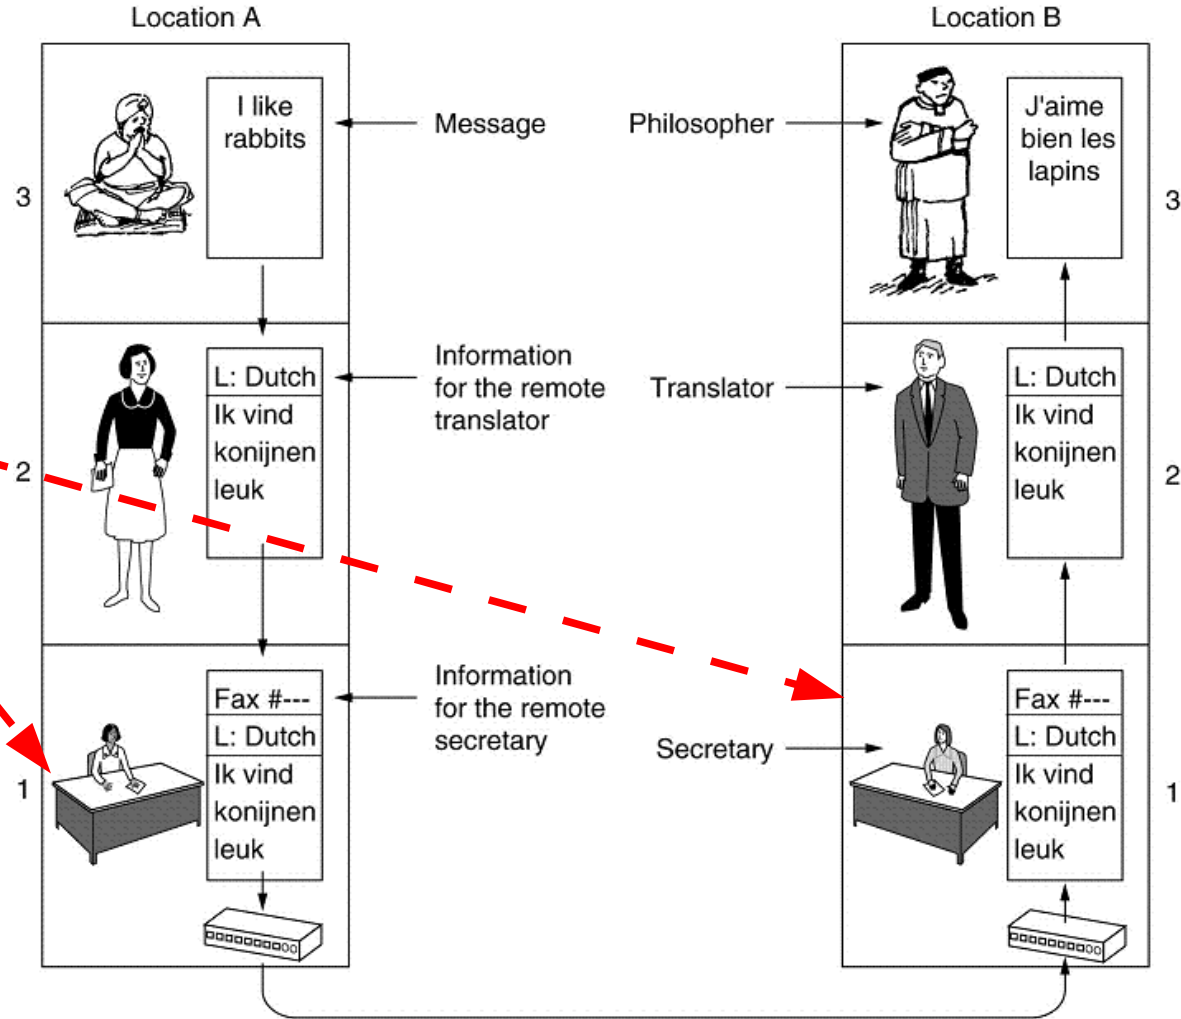 Location A
Location B
I like
rabbits
Message
Philosopher
J'aime
bien les
lapins
3
3
L: Dutch
Ik vind
konijnen
leuk
Information
for the remote
translator
Translator
L: Dutch
Ik vind
konijnen
leuk
2
2
Fax #---
L: Dutch
Ik vind
konijnen
leuk
Information
for the remote
secretary
Secretary
Fax #---
L: Dutch
Ik vind
konijnen
leuk
1
1